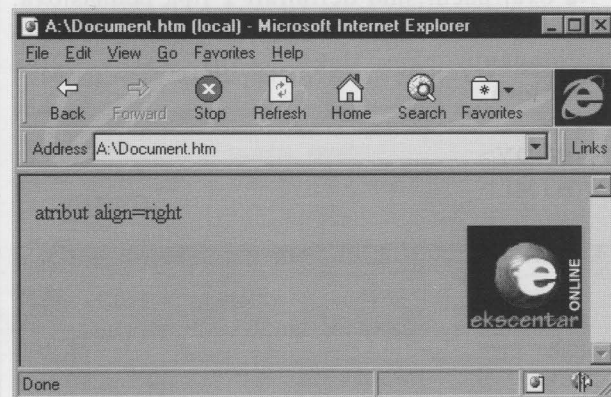 A:\Document.htm (local) - Microsoft Internet Explorer
File Edit View Go Favorites Help
Back Forward Stop Refresh Home Search Favorites
Address A:\Document.htm Links
atribut align=right
e
ONLINE
ekscentar
Done